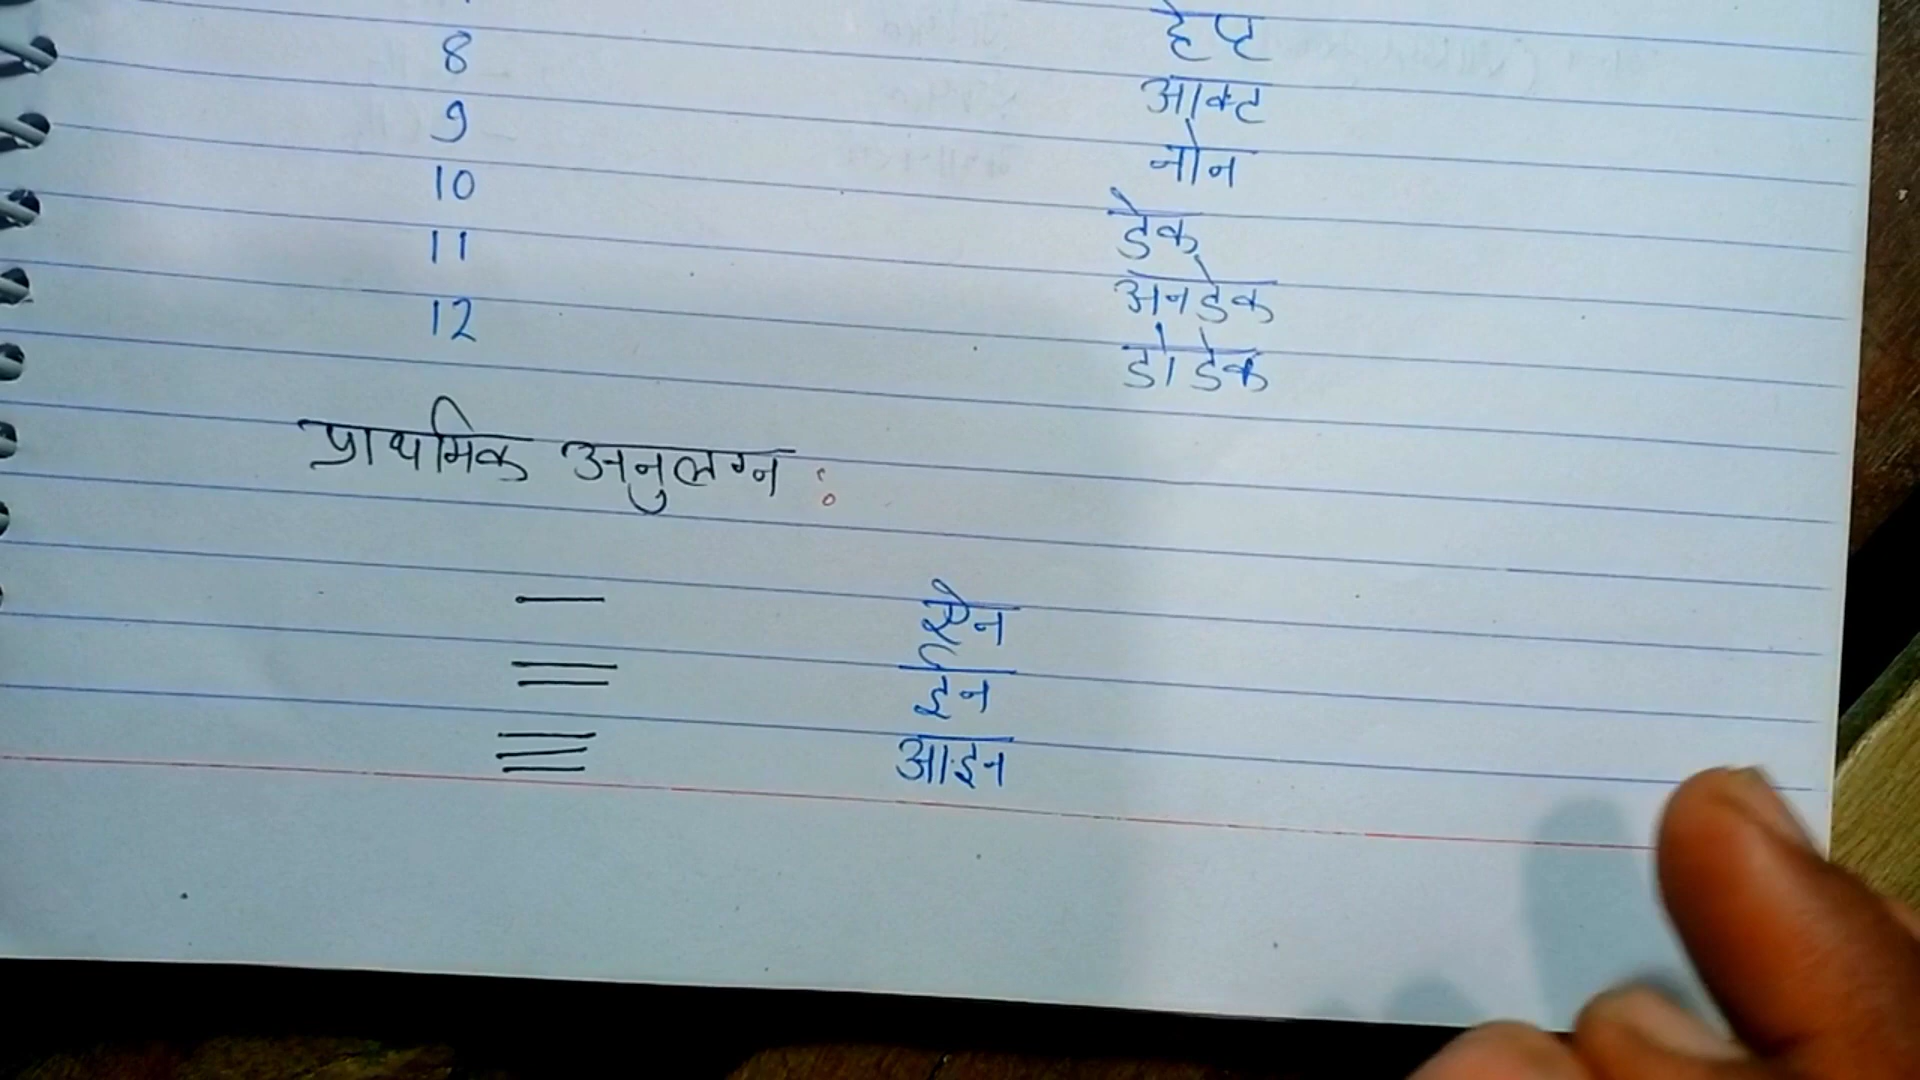 हेप्ट
8 आक्ट
9 नोन
10 डेक
11 अनडेक
12 डोडेक
प्राथमिक अनुलग्न :
— ऐन
= ईन
≡ आइन